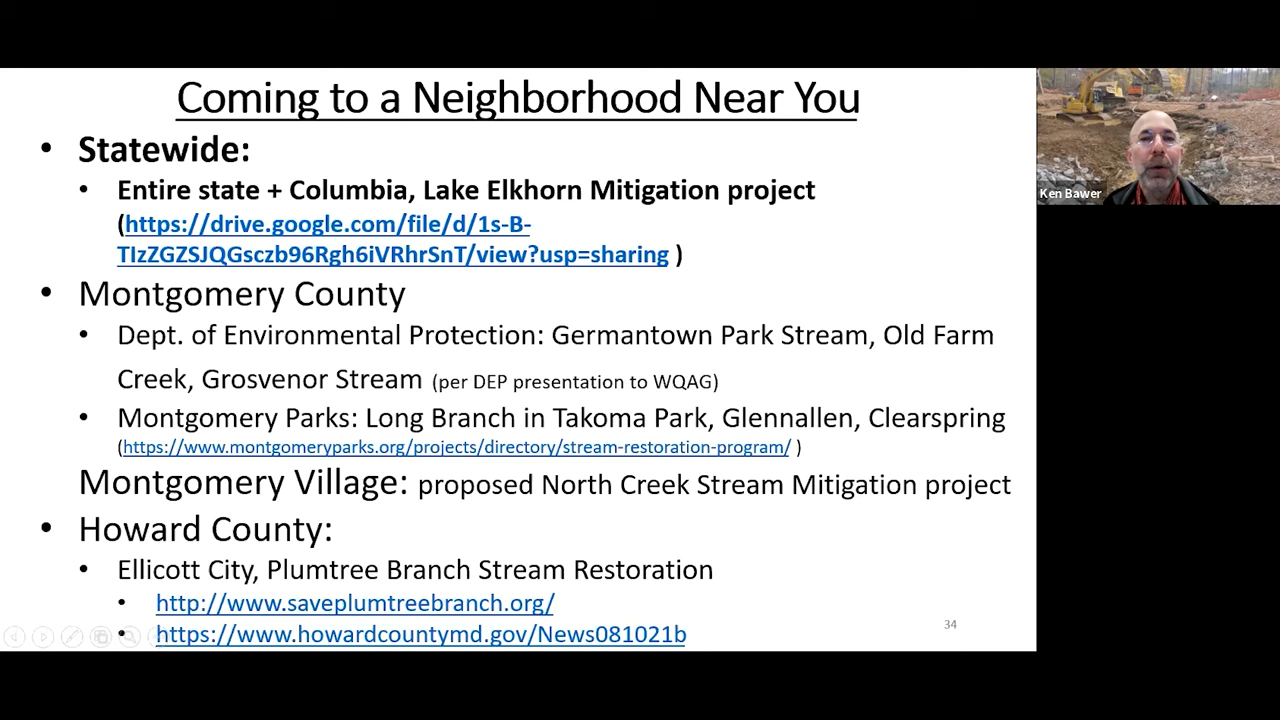 Coming to a Neighborhood Near You
• Statewide:
• Entire state + Columbia, Lake Elkhorn Mitigation project
(https://drive.google.com/file/d/1s-B-
TIzZGZSJQGsczb96Rgh6iVRhrSnT/view?usp=sharing )
• Montgomery County
• Dept. of Environmental Protection: Germantown Park Stream, Old Farm
Creek, Grosvenor Stream (per DEP presentation to WQAG)
• Montgomery Parks: Long Branch in Takoma Park, Glennallen, Clearspring
(https://www.montgomeryparks.org/projects/directory/stream-restoration-program/ )
Montgomery Village: proposed North Creek Stream Mitigation project
• Howard County:
• Ellicott City, Plumtree Branch Stream Restoration
• http://www.saveplumtreebranch.org/
• https://www.howardcountymd.gov/News081021b
34
Ken Bawer